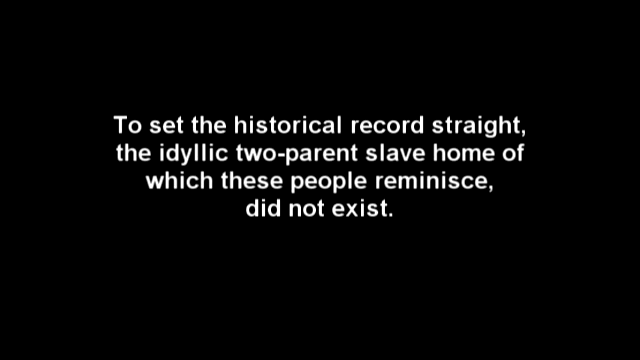 To set the historical record straight,
the idyllic two-parent slave home of
which these people reminisce,
did not exist.